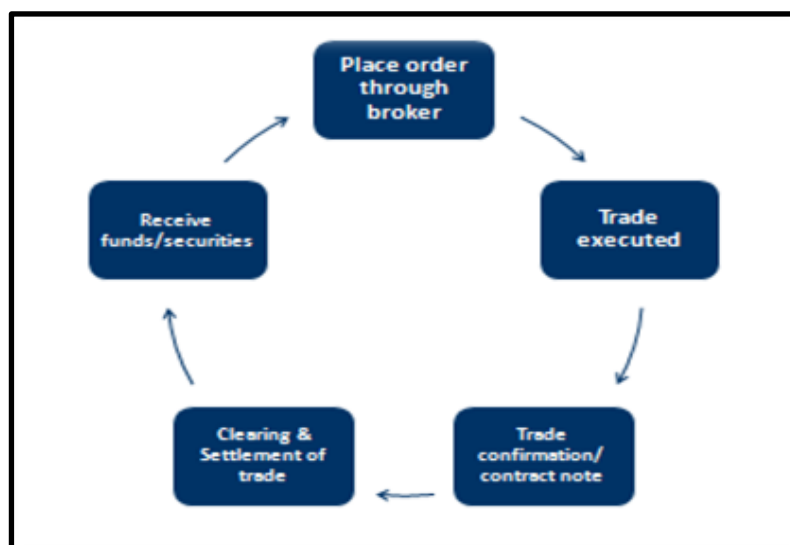 Place order
through
broker
Trade
executed
Trade
confirmation/
contract note
Clearing &
Settlement of
trade
Receive
funds/securities